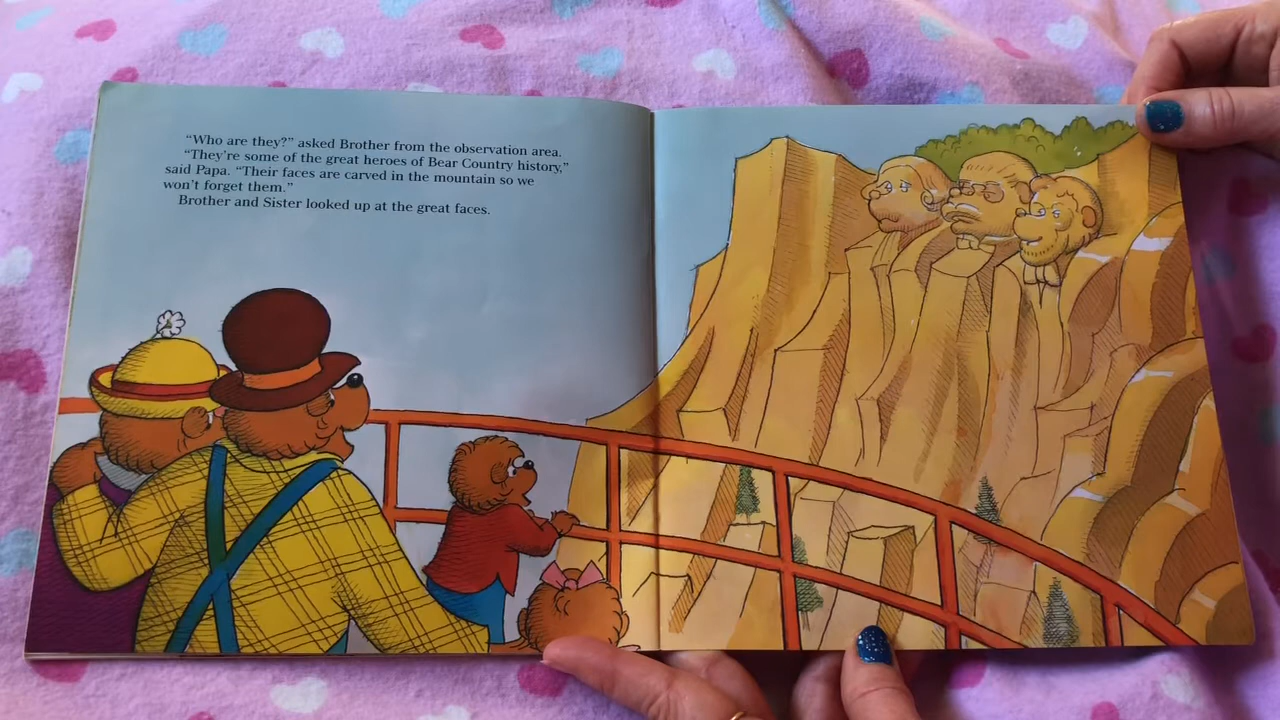 “Who are they?” asked Brother from the observation area.
“They’re some of the great heroes of Bear Country history,”
said Papa. “Their faces are carved in the mountain so we
won’t forget them.”
Brother and Sister looked up at the great faces.